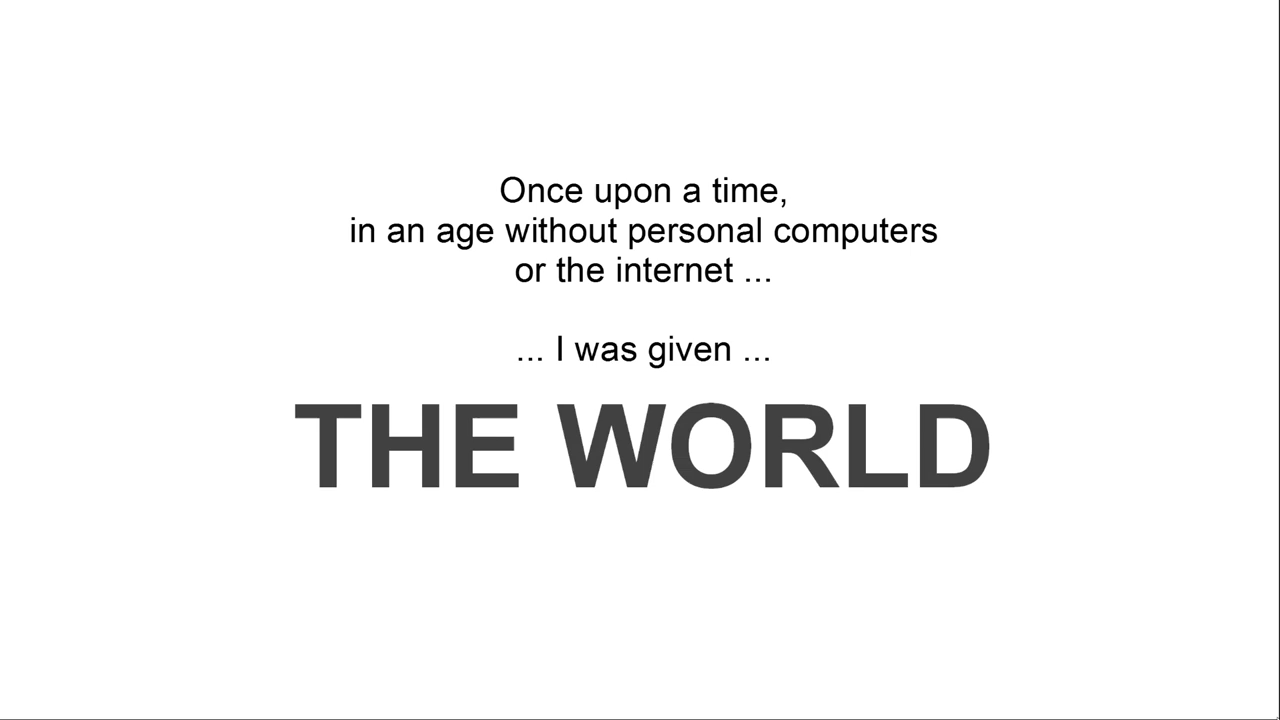 Once upon a time,
in an age without personal computers
or the internet ...
... I was given ...
THE WORLD